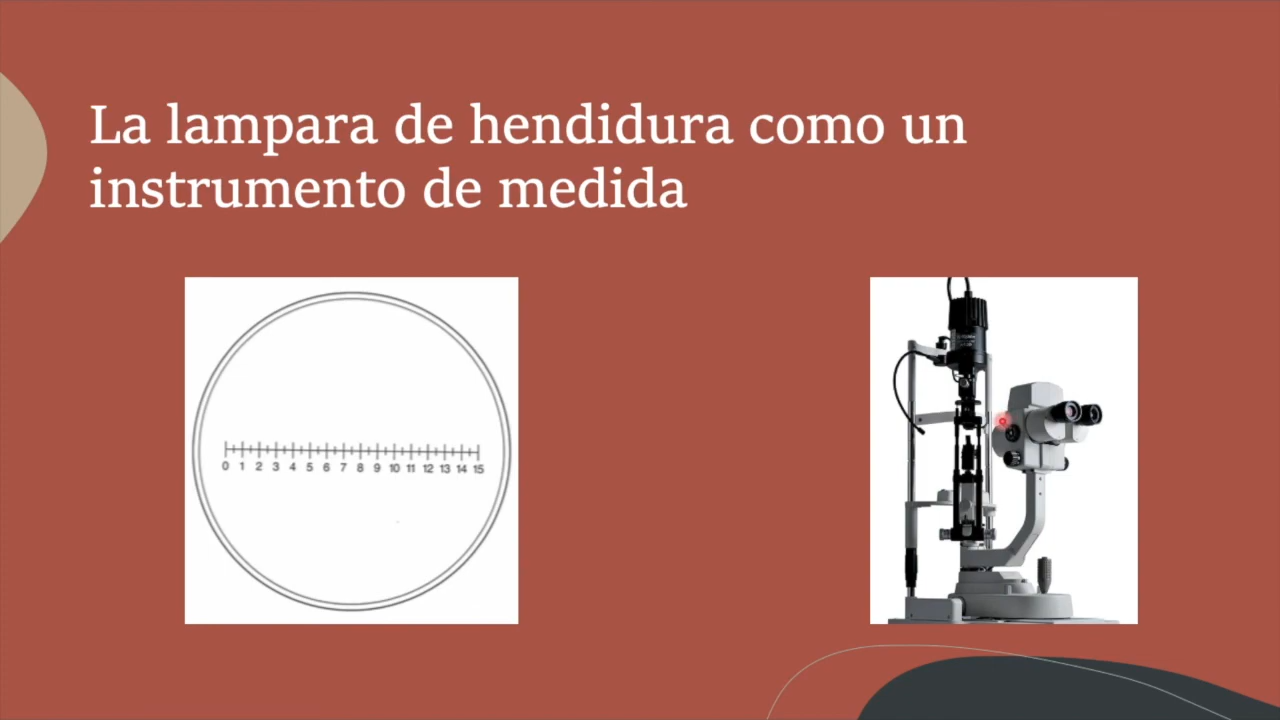 La lampara de hendidura como un
instrumento de medida
0 1 2 3 4 5 6 7 8 9 10 11 12 13 14 15